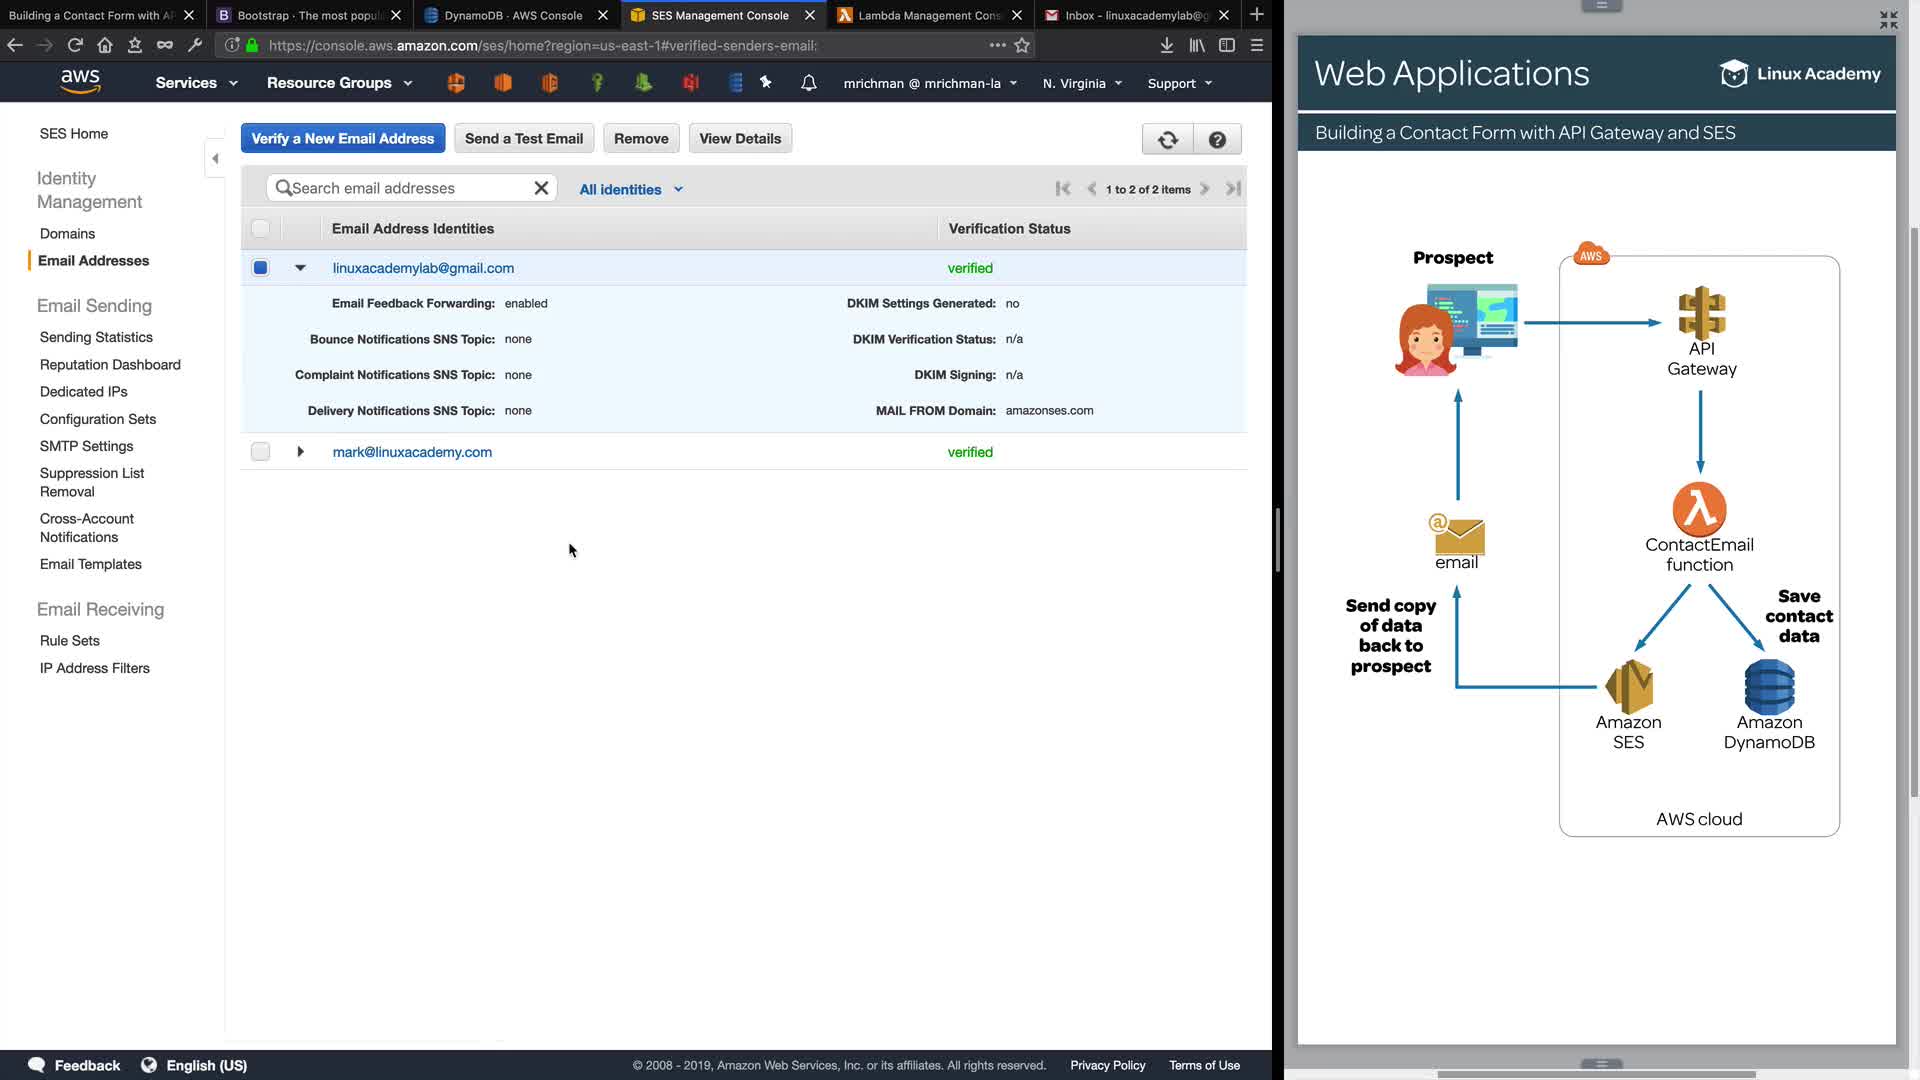 Building a Contact Form with AP
Bootstrap · The most popul
DynamoDB · AWS Console
SES Management Console
Lambda Management Cons
Inbox - linuxacademylab@g
https://console.aws.amazon.com/ses/home?region=us-east-1#verified-senders-email:
aws
Services
Resource Groups
mrichman @ mrichman-la
N. Virginia
Support
SES Home
Identity
Management
Domains
Email Addresses
Email Sending
Sending Statistics
Reputation Dashboard
Dedicated IPs
Configuration Sets
SMTP Settings
Suppression List
Removal
Cross-Account
Notifications
Email Templates
Email Receiving
Rule Sets
IP Address Filters
Verify a New Email Address
Send a Test Email
Remove
View Details
Search email addresses
All identities
1 to 2 of 2 items
Email Address Identities
Verification Status
linuxacademylab@gmail.com
verified
Email Feedback Forwarding: enabled
DKIM Settings Generated: no
Bounce Notifications SNS Topic: none
DKIM Verification Status: n/a
Complaint Notifications SNS Topic: none
DKIM Signing: n/a
Delivery Notifications SNS Topic: none
MAIL FROM Domain: amazonses.com
mark@linuxacademy.com
verified
Feedback
English (US)
© 2008 - 2019, Amazon Web Services, Inc. or its affiliates. All rights reserved.
Privacy Policy
Terms of Use
Web Applications
Linux Academy
Building a Contact Form with API Gateway and SES
Prospect
AWS
API
Gateway
ContactEmail
function
@
email
Send copy
of data
back to
prospect
Save
contact
data
Amazon
SES
Amazon
DynamoDB
AWS cloud